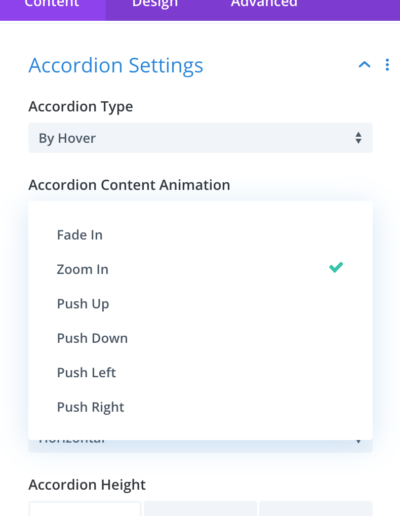 Content Design Advanced
Accordion Settings
Accordion Type
By Hover
Accordion Content Animation
Fade In
Zoom In
Push Up
Push Down
Push Left
Push Right
Horizontal
Accordion Height